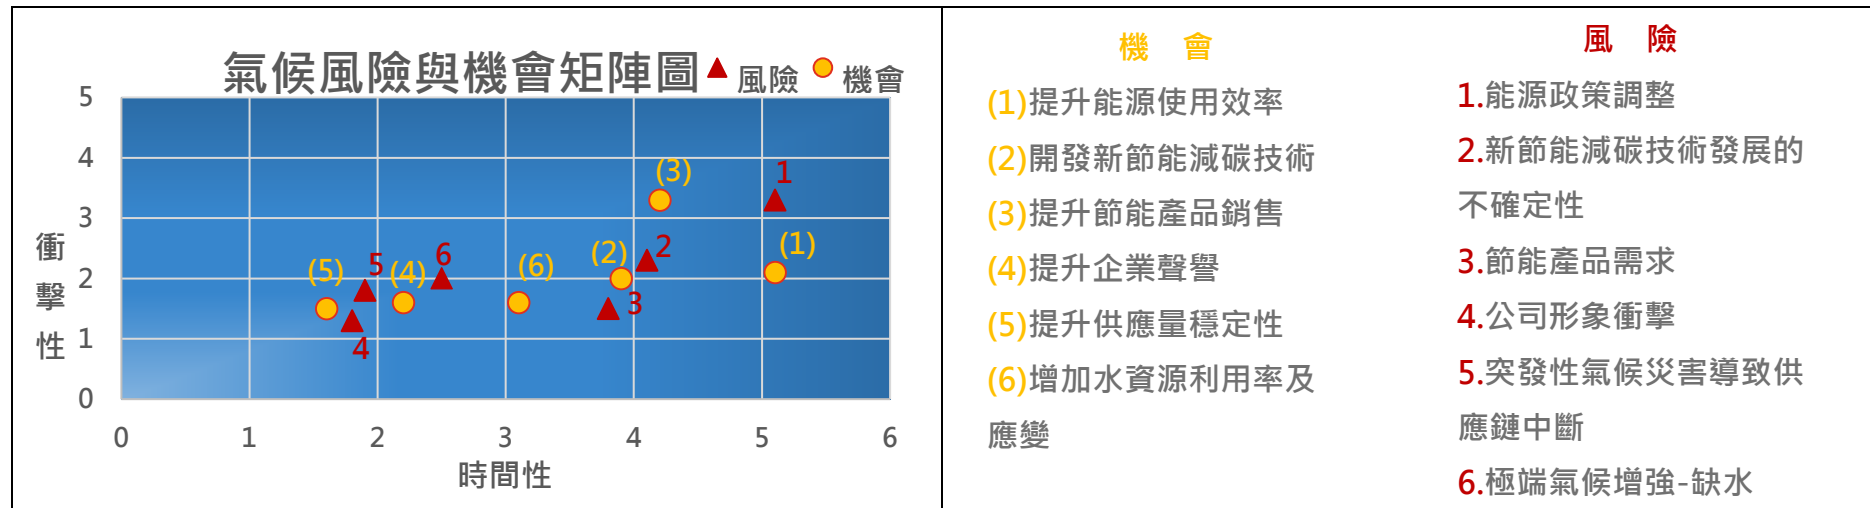 氣候風險與機會矩陣圖
風險
機會
5
4
3
2
1
0
衝擊性
0 1 2 3 4 5 6
時間性
(5)
5
4
(4)
6
(6)
(2)
3
2
(3)
1
(1)
機 會
(1)提升能源使用效率
(2)開發新節能減碳技術
(3)提升節能產品銷售
(4)提升企業聲譽
(5)提升供應量穩定性
(6)增加水資源利用率及
應變
風 險
1.能源政策調整
2.新節能減碳技術發展的
不確定性
3.節能產品需求
4.公司形象衝擊
5.突發性氣候災害導致供
應鏈中斷
6.極端氣候增強-缺水